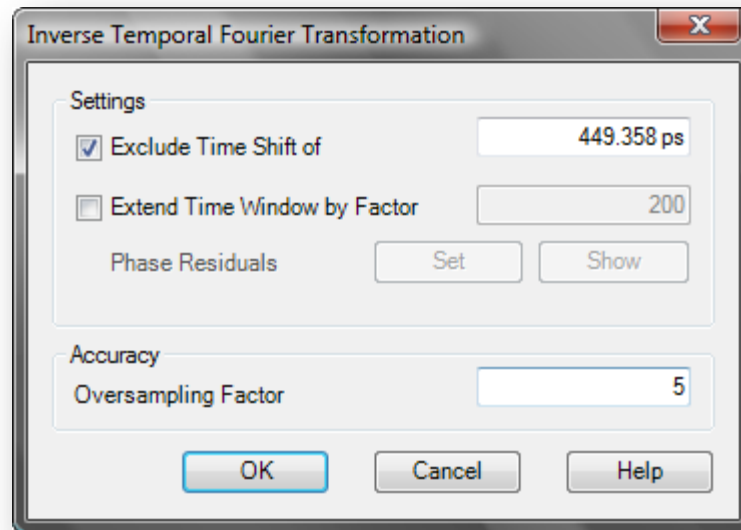 Inverse Temporal Fourier Transformation
Settings
Exclude Time Shift of 449.358 ps
Extend Time Window by Factor 200
Phase Residuals Set Show
Accuracy
Oversampling Factor 5
OK Cancel Help